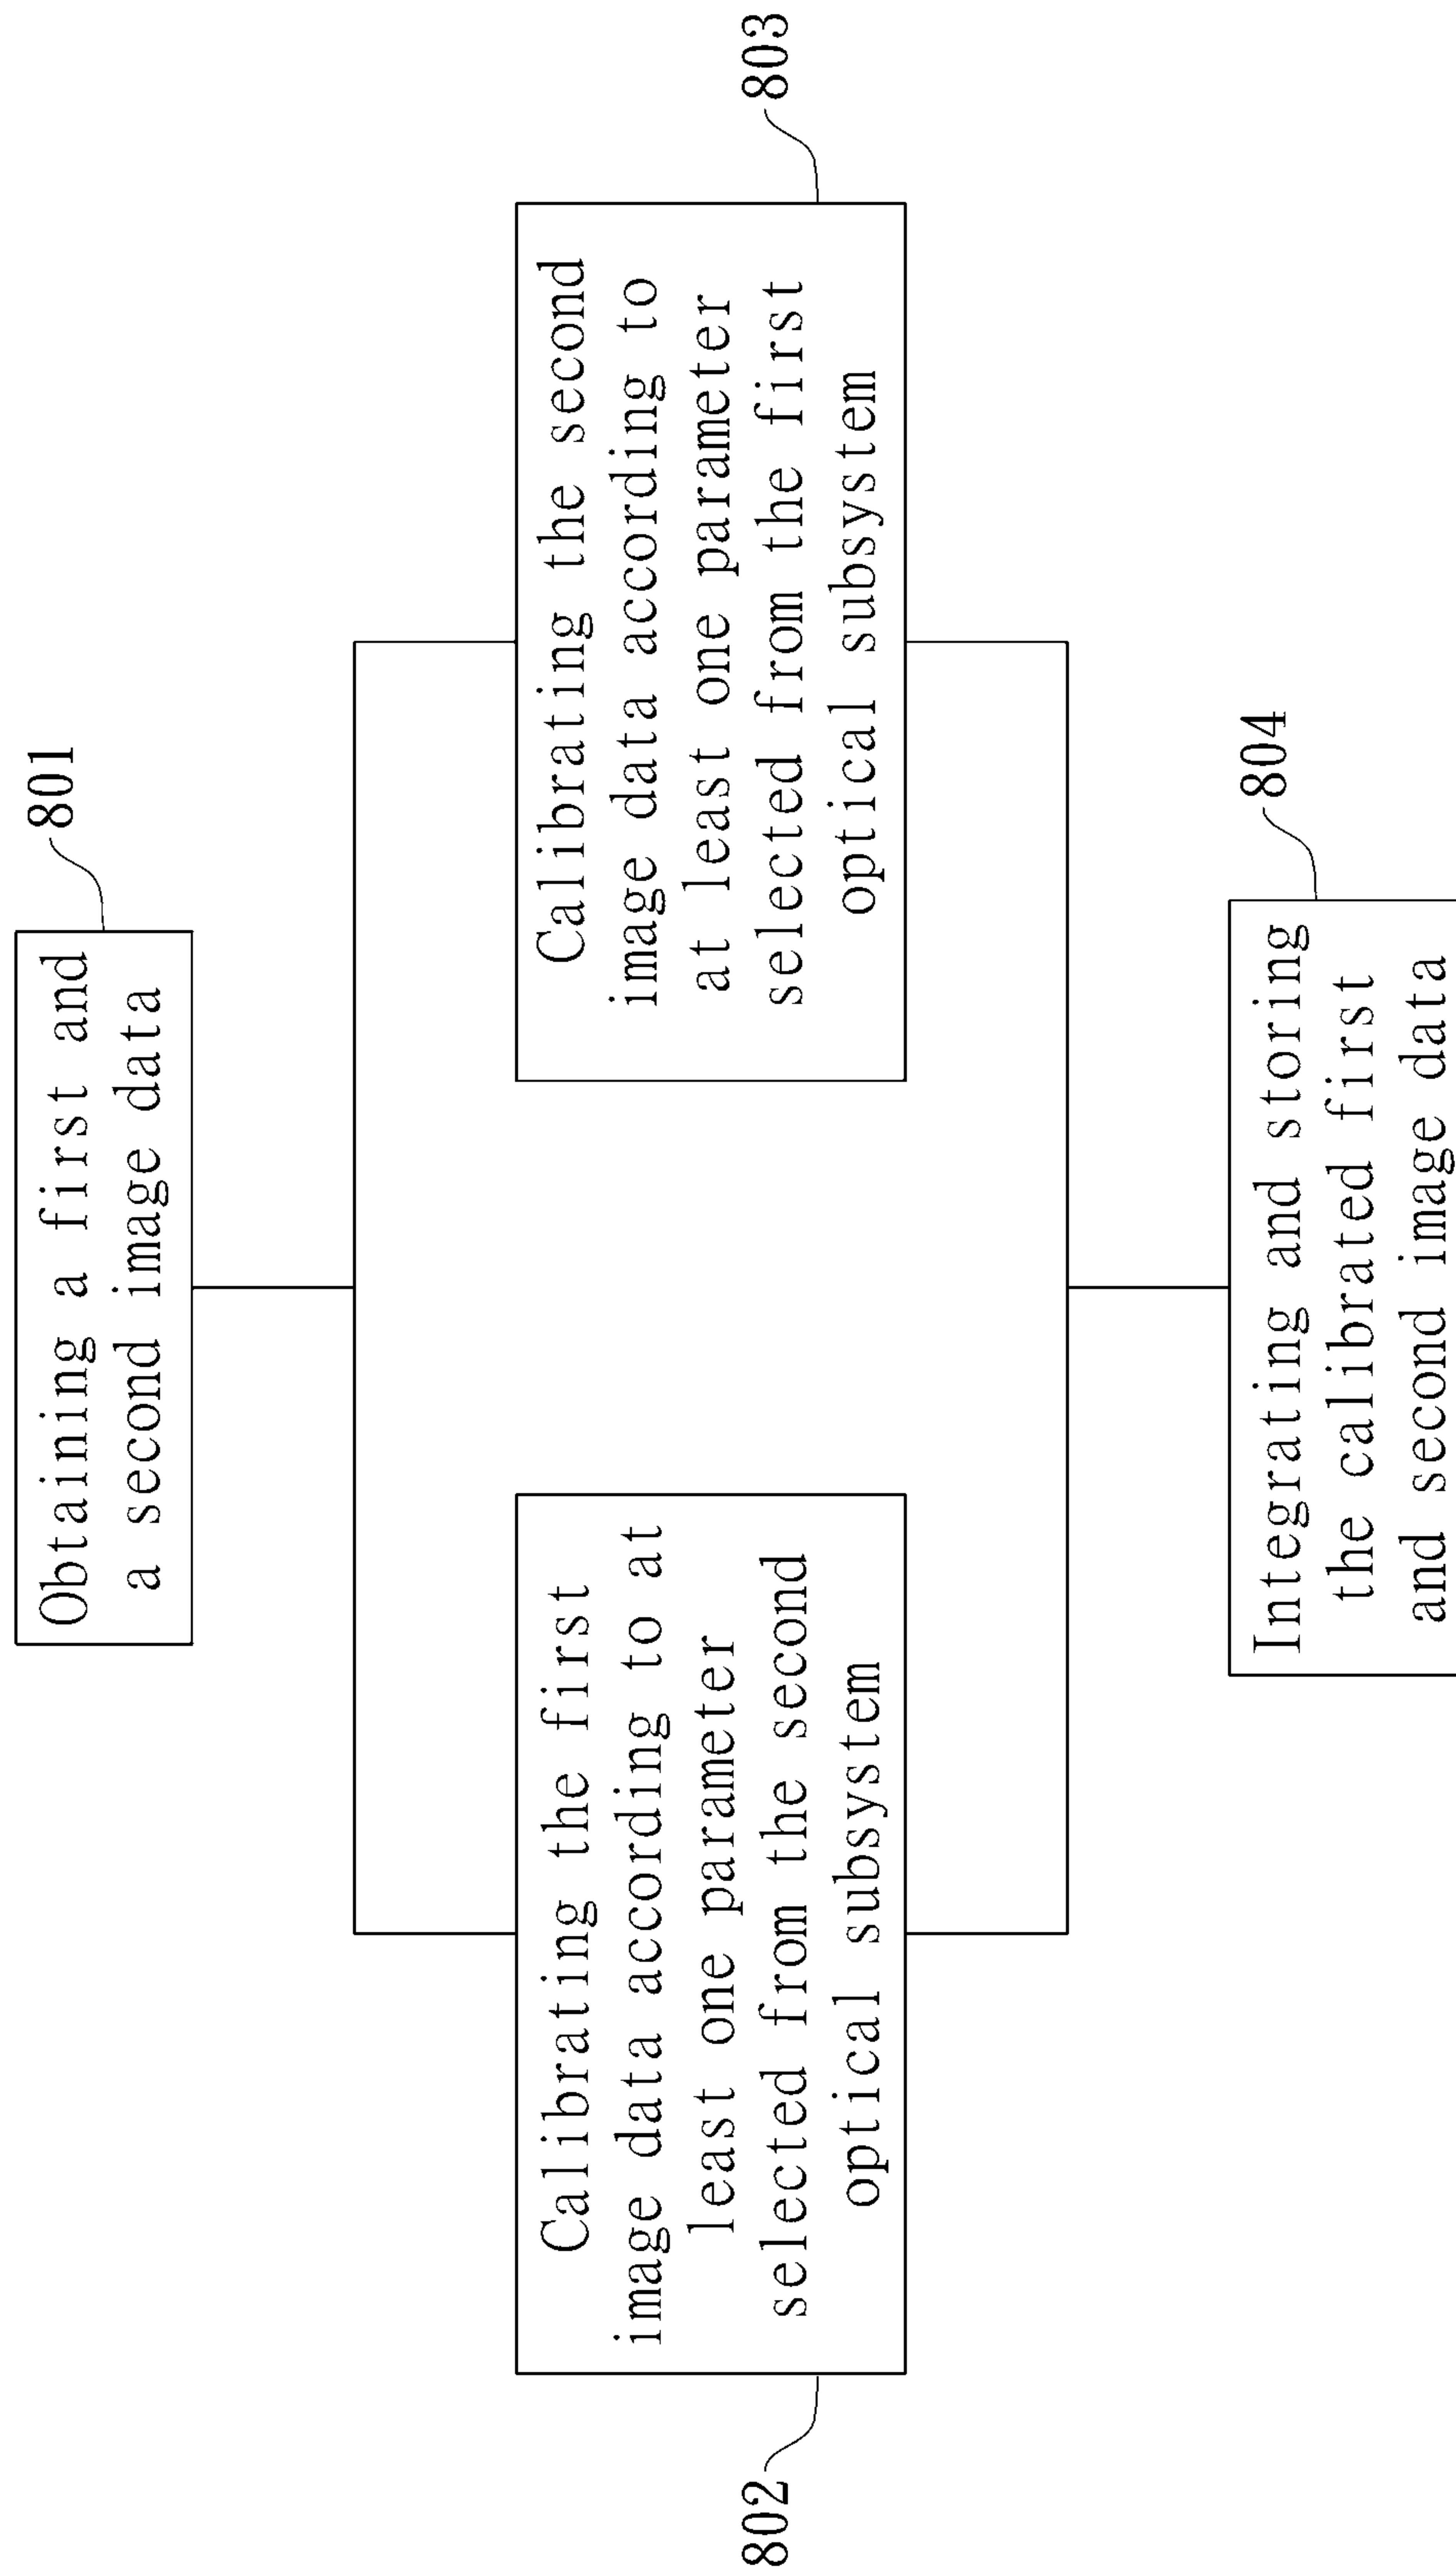 801
Obtaining a first and
a second image data
802
Calibrating the first
image data according to at
least one parameter
selected from the second
optical subsystem
803
Calibrating the second
image data according to
at least one parameter
selected from the first
optical subsystem
804
Integrating and storing
the calibrated first
and second image data